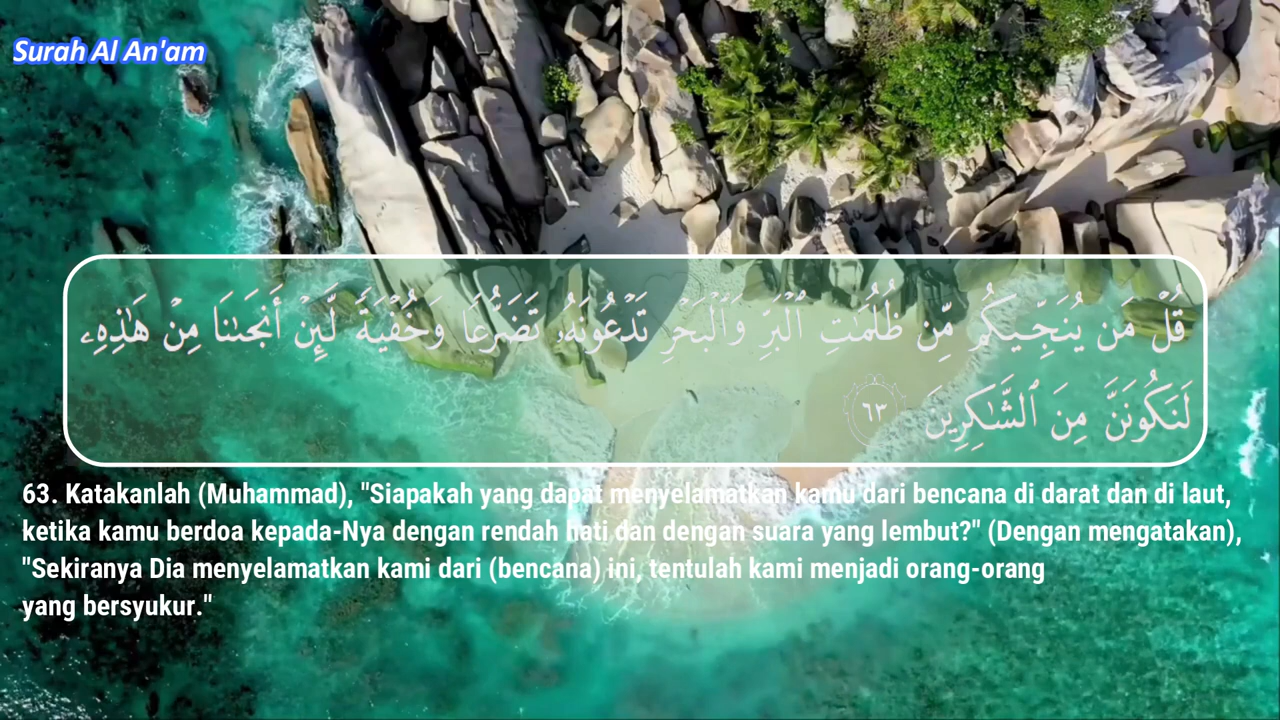 Surah Al An'am
قُلْ مَن يُنَجِّيكُم مِّن ظُلُمَٰتِ ٱلْبَرِّ وَٱلْبَحْرِ تَدْعُونَهُۥ تَضَرُّعًا وَخُفْيَةً لَّئِنْ أَنجَىٰنَا مِنْ هَٰذِهِۦ
لَنَكُونَنَّ مِنَ ٱلشَّٰكِرِينَ ٦٣
63. Katakanlah (Muhammad), "Siapakah yang dapat menyelamatkan kamu dari bencana di darat dan di laut,
ketika kamu berdoa kepada-Nya dengan rendah hati dan dengan suara yang lembut?" (Dengan mengatakan),
"Sekiranya Dia menyelamatkan kami dari (bencana) ini, tentulah kami menjadi orang-orang
yang bersyukur."